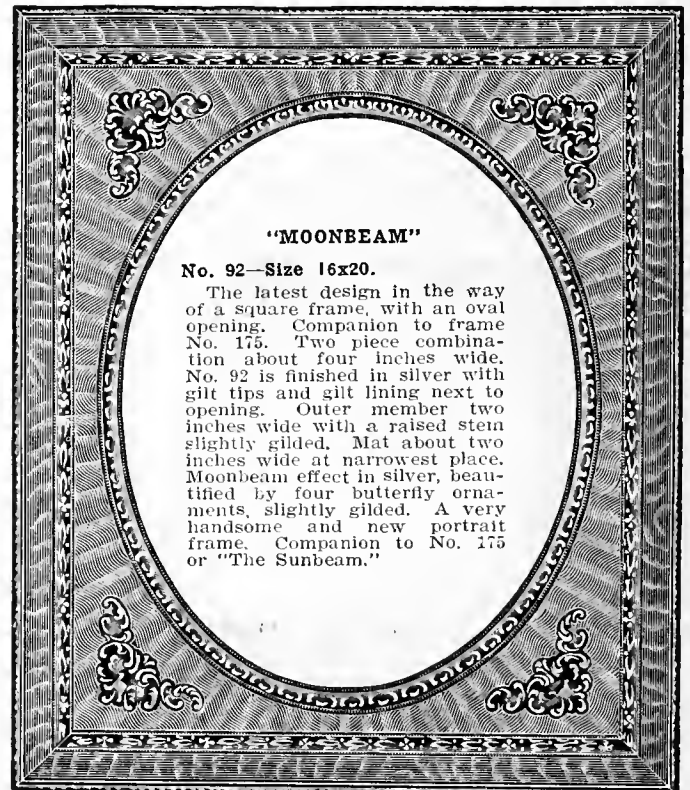 "MOONBEAM"
No. 92—Size 16x20.
The latest design in the way
of a square frame, with an oval
opening. Companion to frame
No. 175. Two piece combina-
tion about four inches wide.
No. 92 is finished in silver with
gilt tips and gilt lining next to
opening. Outer member two
inches wide with a raised stem
slightly gilded. Mat about two
inches wide at narrowest place.
Moonbeam effect in silver, beau-
tified by four butterfly orna-
ments, slightly gilded. A very
handsome and new portrait
frame. Companion to No. 175
or "The Sunbeam."